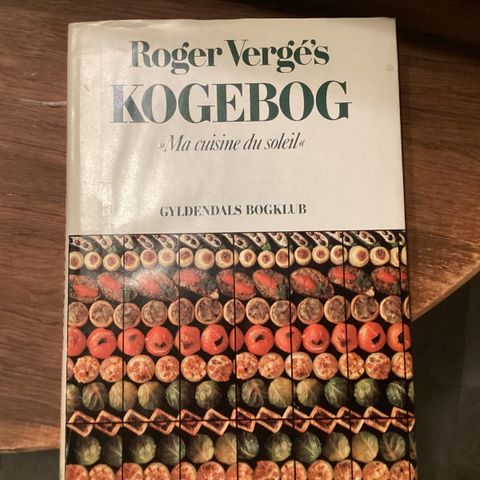 Roger Vergé's
KOGEBOG
»Ma cuisine du soleil«
GYLDENDALS BOGKLUB